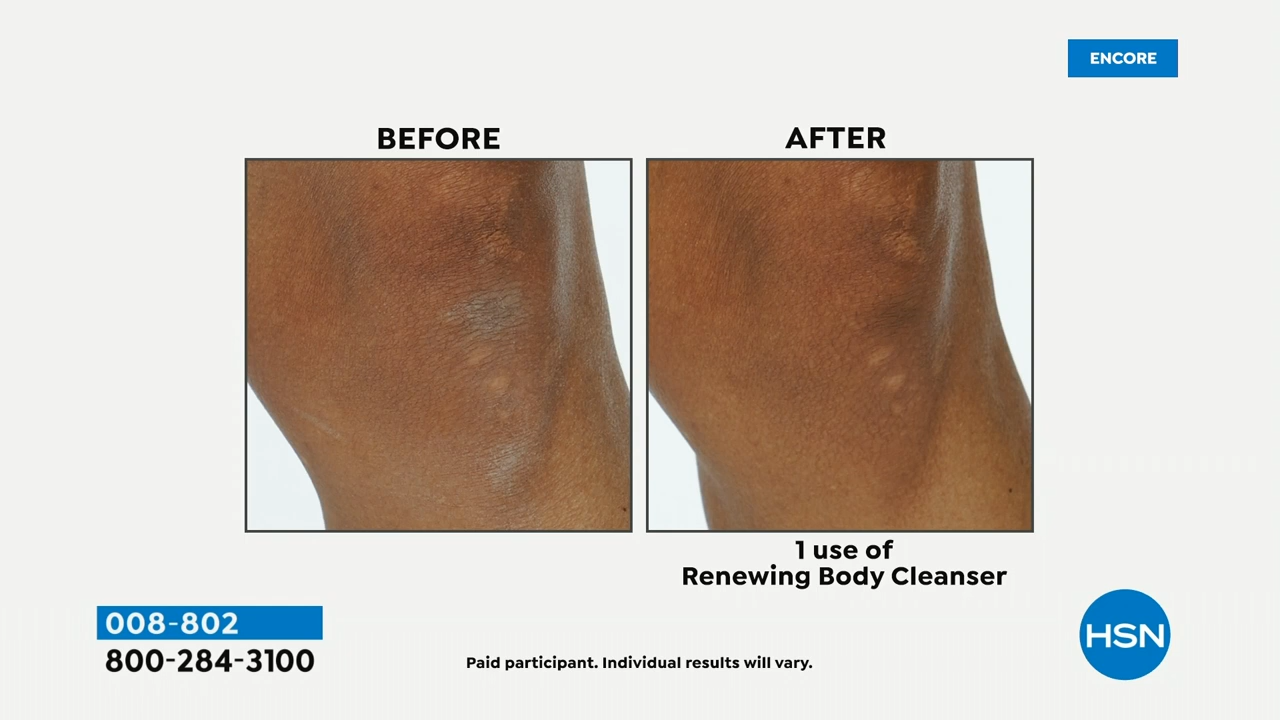 ENCORE
BEFORE
AFTER
1 use of
Renewing Body Cleanser
008-802
800-284-3100
Paid participant. Individual results will vary.
HSN